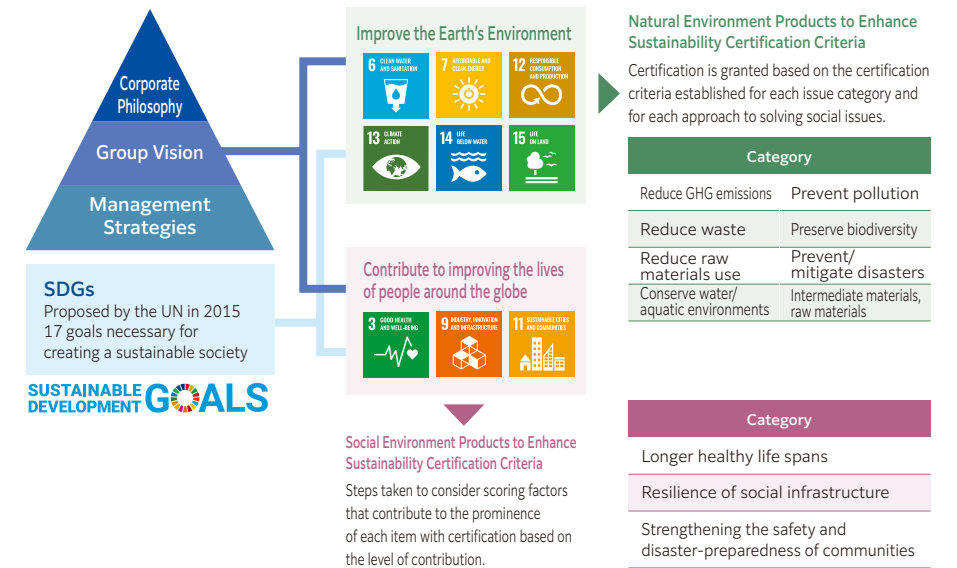 Corporate
Philosophy
Group Vision
Management
Strategies
SDGs
Proposed by the UN in 2015
17 goals necessary for
creating a sustainable society
SUSTAINABLE
DEVELOPMENT
GOALS
Improve the Earth's Environment
6 CLEAN WATER
AND SANITATION
7 AFFORDABLE AND
CLEAN ENERGY
12 RESPONSIBLE
CONSUMPTION
AND PRODUCTION
13 CLIMATE
ACTION
14 LIFE
BELOW WATER
15 LIFE
ON LAND
Contribute to improving the lives
of people around the globe
3 GOOD HEALTH
AND WELL-BEING
9 INDUSTRY, INNOVATION
AND INFRASTRUCTURE
11 SUSTAINABLE CITIES
AND COMMUNITIES
Social Environment Products to Enhance
Sustainability Certification Criteria
Steps taken to consider scoring factors
that contribute to the prominence
of each item with certification based on
the level of contribution.
Natural Environment Products to Enhance
Sustainability Certification Criteria
Certification is granted based on the certification
criteria established for each issue category and
for each approach to solving social issues.
Category
Reduce GHG emissions
Prevent pollution
Reduce waste
Preserve biodiversity
Reduce raw
materials use
Prevent/
mitigate disasters
Conserve water/
aquatic environments
Intermediate materials,
raw materials
Category
Longer healthy life spans
Resilience of social infrastructure
Strengthening the safety and
disaster-preparedness of communities